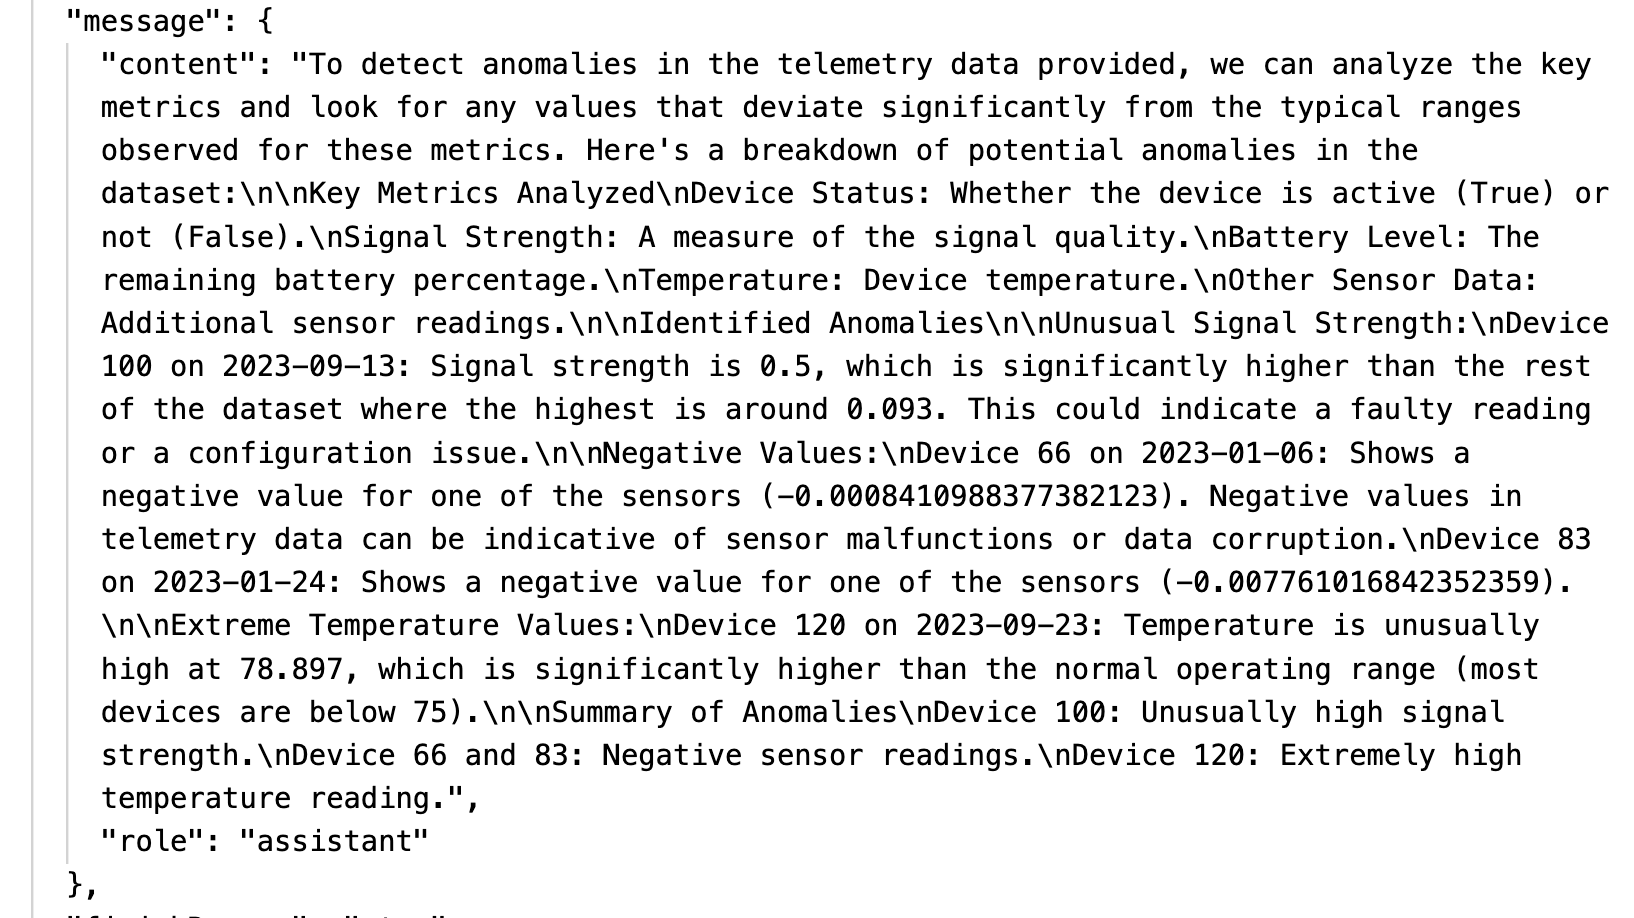 "message": {
"content": "To detect anomalies in the telemetry data provided, we can analyze the key
metrics and look for any values that deviate significantly from the typical ranges
observed for these metrics. Here's a breakdown of potential anomalies in the
dataset:\n\nKey Metrics Analyzed\nDevice Status: Whether the device is active (True) or
not (False).\nSignal Strength: A measure of the signal quality.\nBattery Level: The
remaining battery percentage.\nTemperature: Device temperature.\nOther Sensor Data:
Additional sensor readings.\n\nIdentified Anomalies\n\nUnusual Signal Strength:\nDevice
100 on 2023-09-13: Signal strength is 0.5, which is significantly higher than the rest
of the dataset where the highest is around 0.093. This could indicate a faulty reading
or a configuration issue.\n\nNegative Values:\nDevice 66 on 2023-01-06: Shows a
negative value for one of the sensors (-0.0008410988377382123). Negative values in
telemetry data can be indicative of sensor malfunctions or data corruption.\nDevice 83
on 2023-01-24: Shows a negative value for one of the sensors (-0.007761016842352359).
\n\nExtreme Temperature Values:\nDevice 120 on 2023-09-23: Temperature is unusually
high at 78.897, which is significantly higher than the normal operating range (most
devices are below 75).\n\nSummary of Anomalies\nDevice 100: Unusually high signal
strength.\nDevice 66 and 83: Negative sensor readings.\nDevice 120: Extremely high
temperature reading.",
"role": "assistant"
},